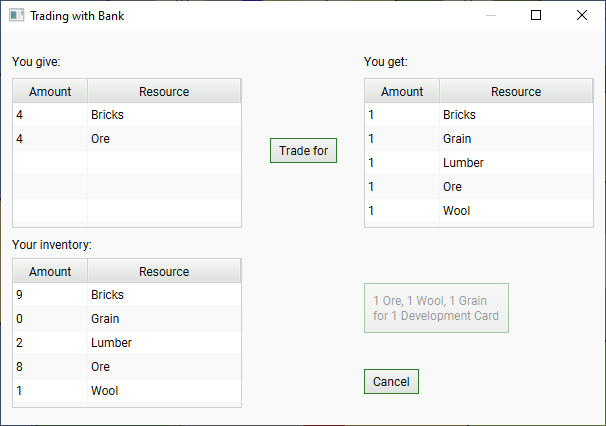 Trading with Bank
You give:
Amount Resource
4 Bricks
4 Ore
Trade for
You get:
Amount Resource
1 Bricks
1 Grain
1 Lumber
1 Ore
1 Wool
Your inventory:
Amount Resource
9 Bricks
0 Grain
2 Lumber
8 Ore
1 Wool
1 Ore, 1 Wool, 1 Grain
for 1 Development Card
Cancel